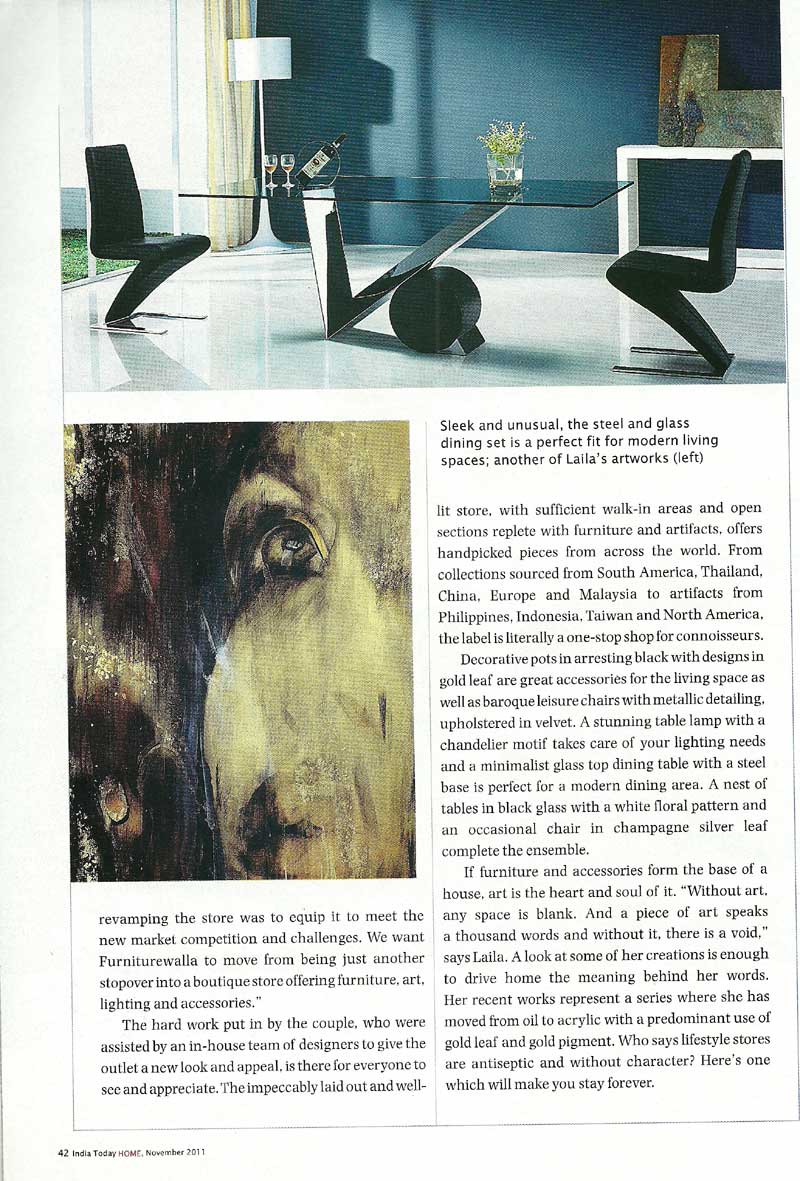 Sleek and unusual, the steel and glass
dining set is a perfect fit for modern living
spaces; another of Laila's artworks (left)
revamping the store was to equip it to meet the
new market competition and challenges. We want
Furniturewalla to move from being just another
stopover into a boutique store offering furniture, art,
lighting and accessories."
The hard work put in by the couple, who were
assisted by an in-house team of designers to give the
outlet a new look and appeal, is there for everyone to
see and appreciate. The impeccably laid out and well-
lit store, with sufficient walk-in areas and open
sections replete with furniture and artifacts, offers
handpicked pieces from across the world. From
collections sourced from South America, Thailand,
China, Europe and Malaysia to artifacts from
Philippines, Indonesia, Taiwan and North America,
the label is literally a one-stop shop for connoisseurs.
Decorative pots in arresting black with designs in
gold leaf are great accessories for the living space as
well as baroque leisure chairs with metallic detailing,
upholstered in velvet. A stunning table lamp with a
chandelier motif takes care of your lighting needs
and a minimalist glass top dining table with a steel
base is perfect for a modern dining area. A nest of
tables in black glass with a white floral pattern and
an occasional chair in champagne silver leaf
complete the ensemble.
If furniture and accessories form the base of a
house, art is the heart and soul of it. "Without art,
any space is blank. And a piece of art speaks
a thousand words and without it, there is a void,"
says Laila. A look at some of her creations is enough
to drive home the meaning behind her words.
Her recent works represent a series where she has
moved from oil to acrylic with a predominant use of
gold leaf and gold pigment. Who says lifestyle stores
are antiseptic and without character? Here's one
which will make you stay forever.
42 India Today HOME, November 2011